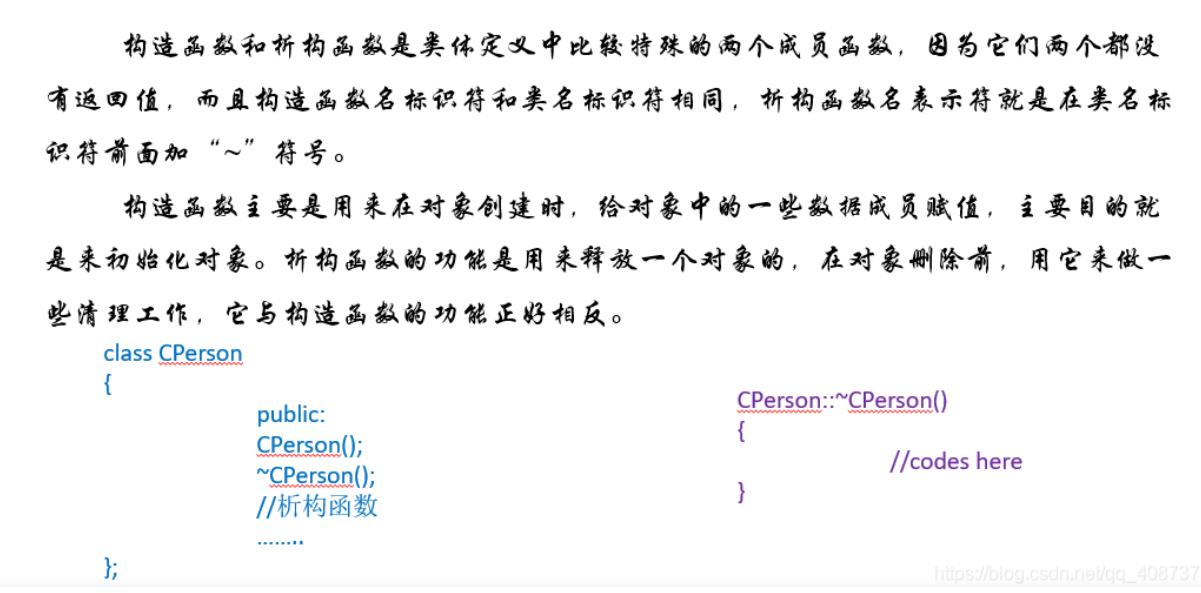 构造函数和析构函数是类体定义中比较特殊的两个成员函数，因为它们两个都没
有返回值，而且构造函数名标识符和类名标识符相同，析构函数名表示符就是在类名标
识符前面加“~”符号。
构造函数主要是用来在对象创建时，给对象中的一些数据成员赋值，主要目的就
是来初始化对象。析构函数的功能是用来释放一个对象的，在对象删除前，用它来做一
些清理工作，它与构造函数的功能正好相反。
class CPerson
{
public:
CPerson();
~CPerson();
//析构函数
........
};
CPerson::~CPerson()
{
//codes here
}
https://blog.csdn.net/qq_408737